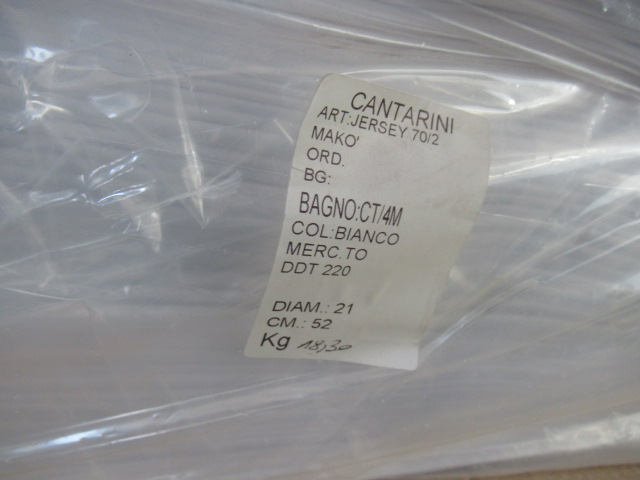 CANTARINI
ART:JERSEY 70/2
MAKO'
ORD.
BG:
BAGNO:CT/4M
COL:BIANCO
MERC.TO
DDT 220
DIAM.: 21
CM.: 52
Kg 18,30